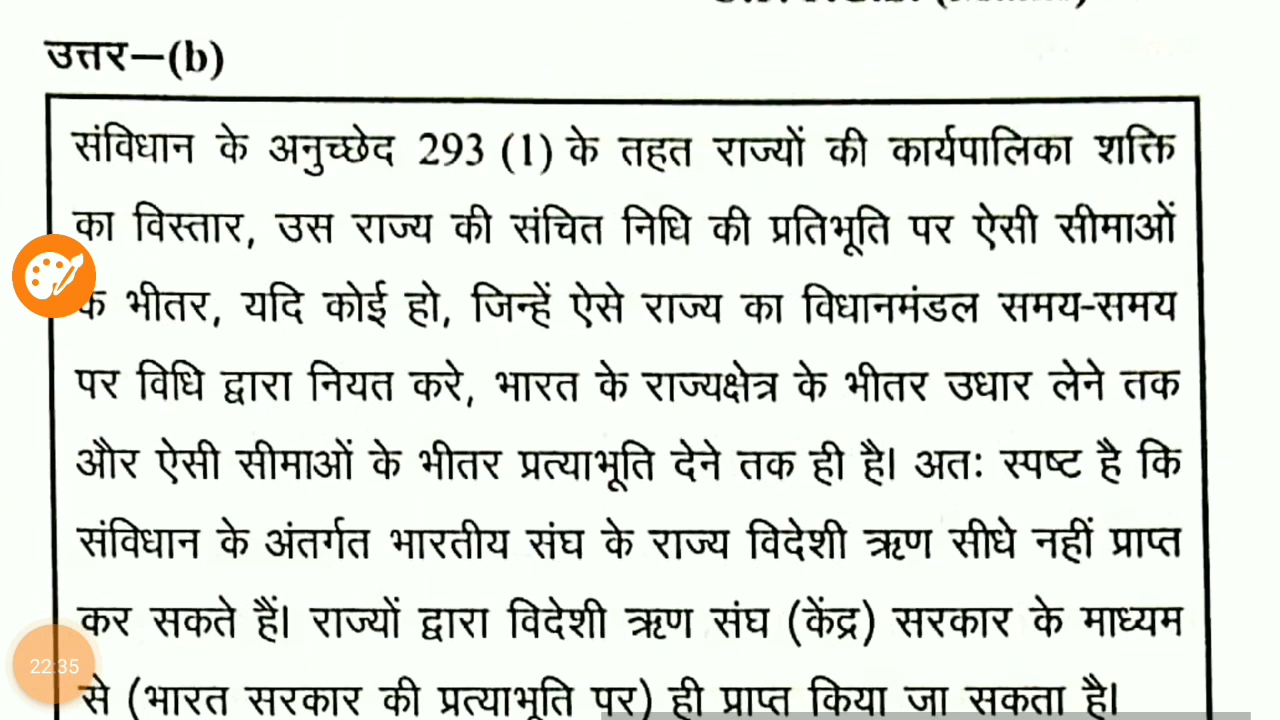 उत्तर–(b)
संविधान के अनुच्छेद 293 (1) के तहत राज्यों की कार्यपालिका शक्ति
का विस्तार, उस राज्य की संचित निधि की प्रतिभूति पर ऐसी सीमाओं
के भीतर, यदि कोई हो, जिन्हें ऐसे राज्य का विधानमंडल समय-समय
पर विधि द्वारा नियत करे, भारत के राज्यक्षेत्र के भीतर उधार लेने तक
और ऐसी सीमाओं के भीतर प्रत्याभूति देने तक ही है। अतः स्पष्ट है कि
संविधान के अंतर्गत भारतीय संघ के राज्य विदेशी ऋण सीधे नहीं प्राप्त
कर सकते हैं। राज्यों द्वारा विदेशी ऋण संघ (केंद्र) सरकार के माध्यम
से (भारत सरकार की प्रत्याभूति पर) ही प्राप्त किया जा सकता है।
22:35